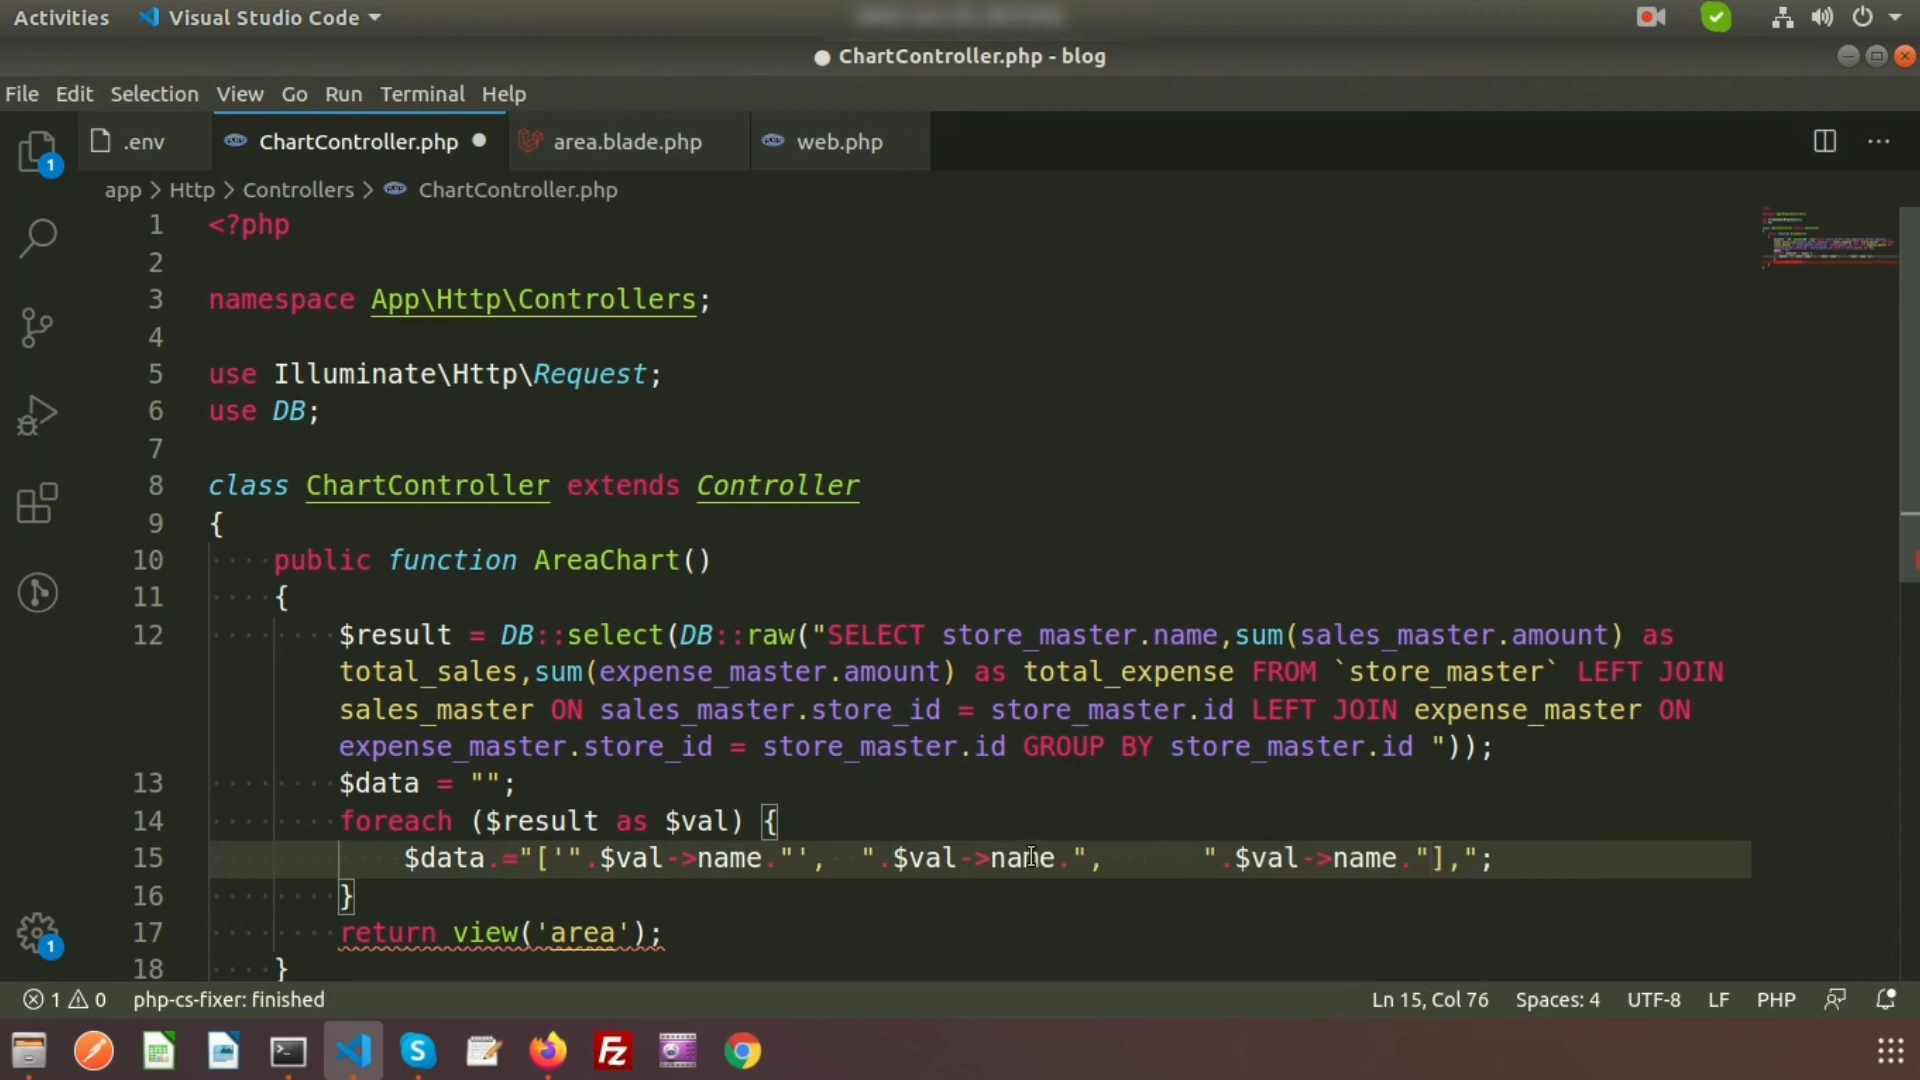 Activities Visual Studio Code
ChartController.php - blog
File Edit Selection View Go Run Terminal Help
.env ChartController.php area.blade.php web.php
app > Http > Controllers > ChartController.php
1 <?php
2
3 namespace App\Http\Controllers;
4
5 use Illuminate\Http\Request;
6 use DB;
7
8 class ChartController extends Controller
9 {
10 public function AreaChart()
11 {
12 $result = DB::select(DB::raw("SELECT store_master.name,sum(sales_master.amount) as
total_sales,sum(expense_master.amount) as total_expense FROM `store_master` LEFT JOIN
sales_master ON sales_master.store_id = store_master.id LEFT JOIN expense_master ON
expense_master.store_id = store_master.id GROUP BY store_master.id "));
13 $data = "";
14 foreach ($result as $val) {
15 $data.="['".$val->name."', ".$val->name.", ".$val->name."],";
16 }
17 return view('area');
18 }
1 0 php-cs-fixer: finished Ln 15, Col 76 Spaces: 4 UTF-8 LF PHP